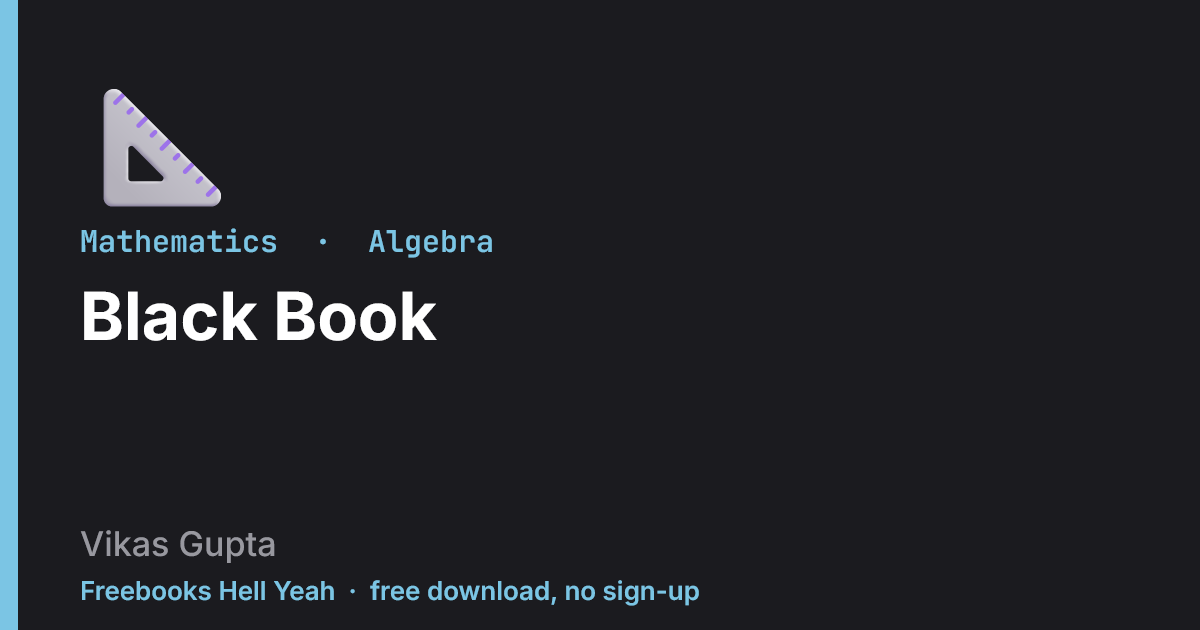 Mathematics · Algebra
Black Book
Vikas Gupta
Freebooks Hell Yeah · free download, no sign-up